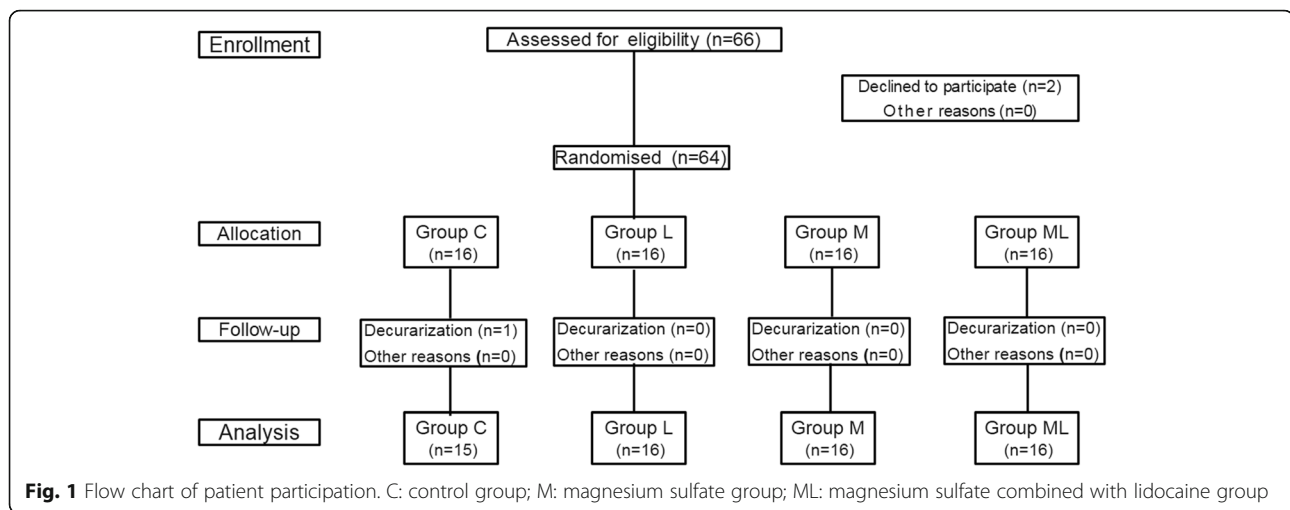 Enrollment
Assessed for eligibility (n=66)
Declined to participate (n=2)
Other reasons (n=0)
Randomised (n=64)
Allocation
Group C
(n=16)
Group L
(n=16)
Group M
(n=16)
Group ML
(n=16)
Follow-up
Decurarization (n=1)
Other reasons (n=0)
Decurarization (n=0)
Other reasons (n=0)
Decurarization (n=0)
Other reasons (n=0)
Decurarization (n=0)
Other reasons (n=0)
Analysis
Group C
(n=15)
Group L
(n=16)
Group M
(n=16)
Group ML
(n=16)
Fig. 1 Flow chart of patient participation. C: control group; M: magnesium sulfate group; ML: magnesium sulfate combined with lidocaine group